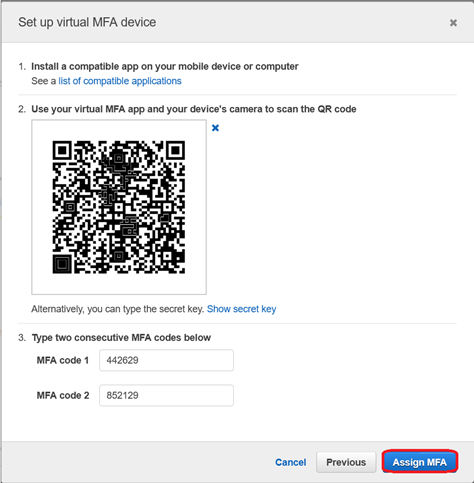 Set up virtual MFA device
1. Install a compatible app on your mobile device or computer
See a list of compatible applications
2. Use your virtual MFA app and your device's camera to scan the QR code
Alternatively, you can type the secret key. Show secret key
3. Type two consecutive MFA codes below
MFA code 1 442629
MFA code 2 852129
Cancel Previous Assign MFA